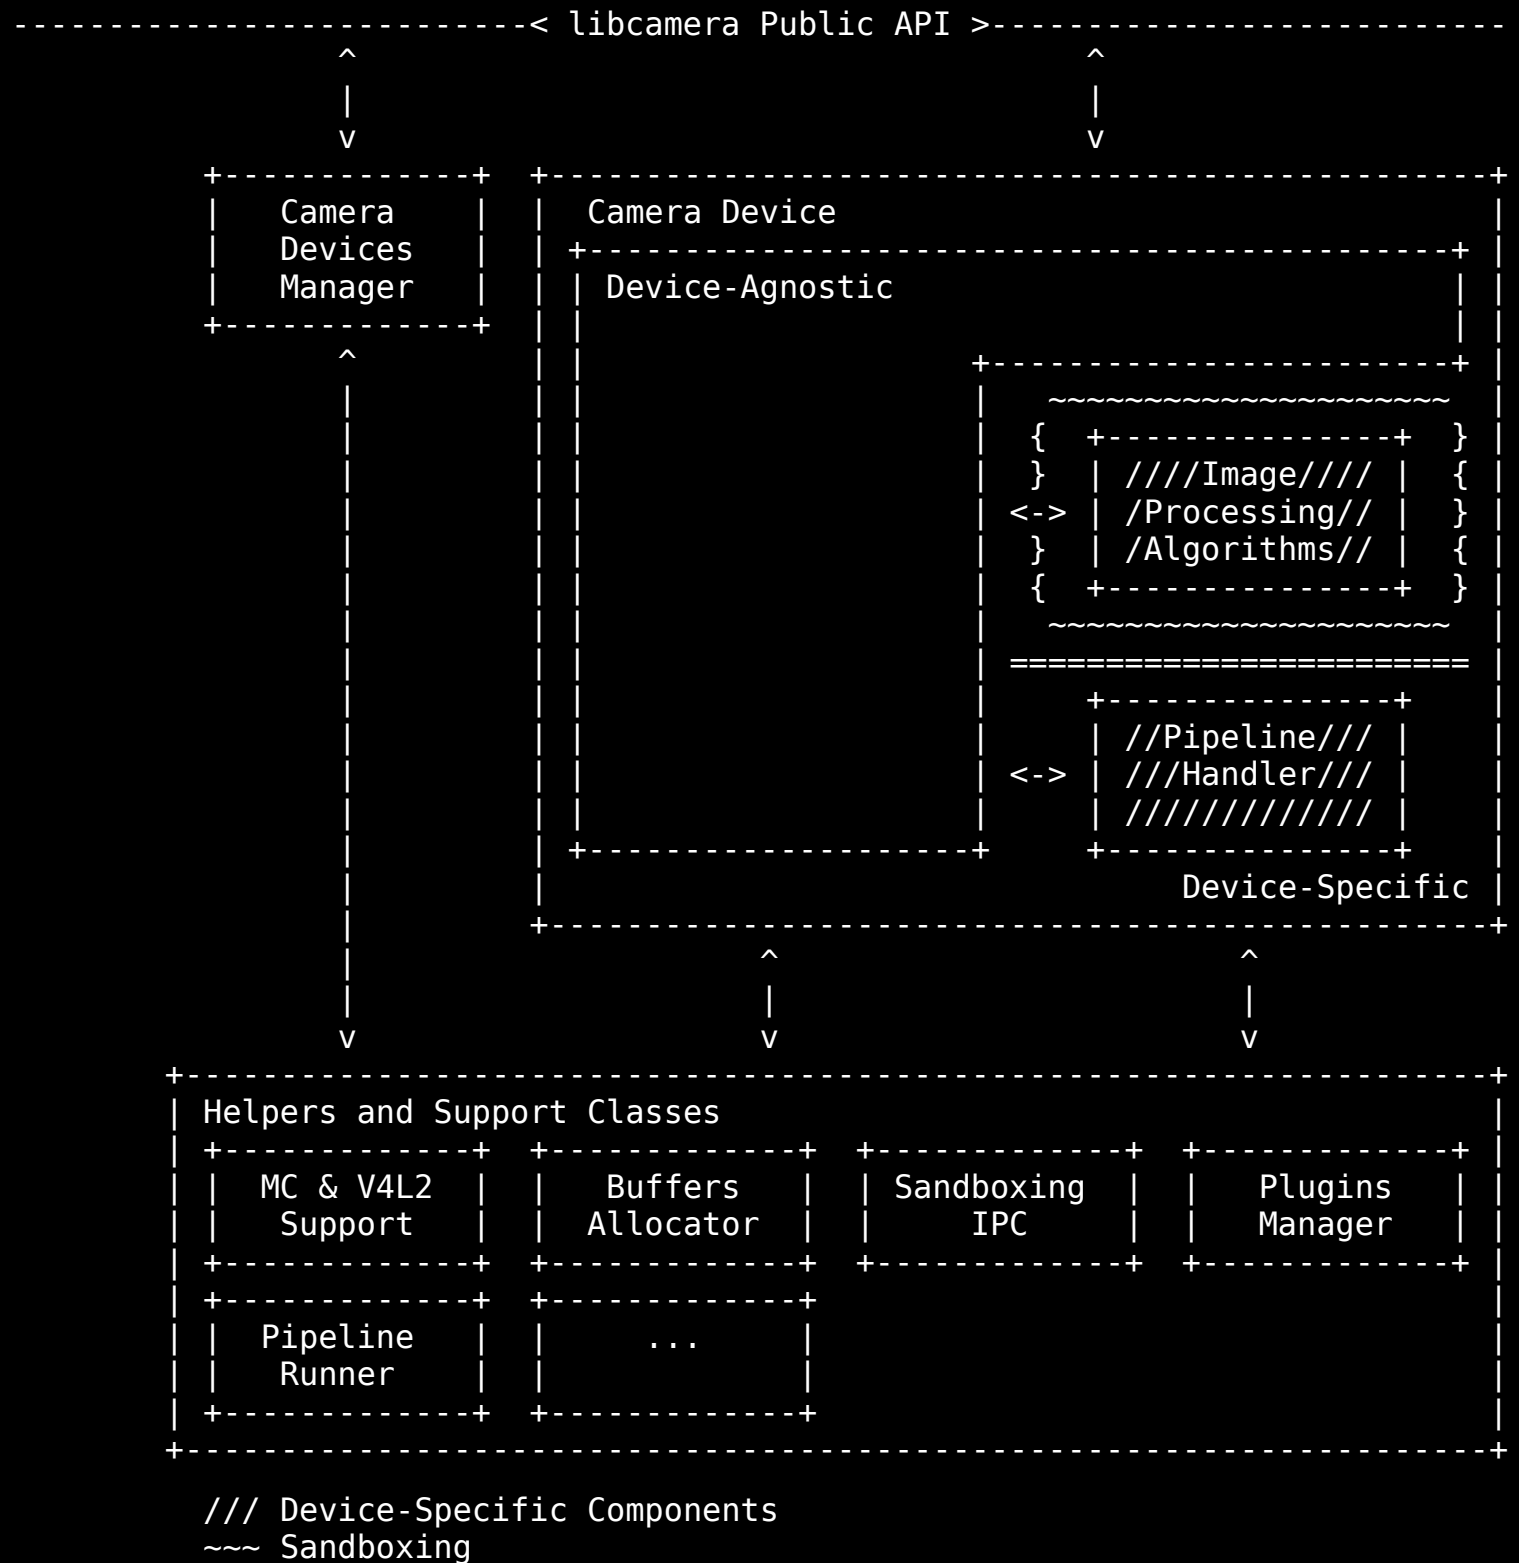 ---------------------------< libcamera Public API >---------------------------
                 ^                                       ^
                 |                                       |
                 v                                       v
          +-------------+  +-------------------------------------------------+
          |   Camera    |  |  Camera Device                                  |
          |   Devices   |  | +---------------------------------------------+ |
          |   Manager   |  | | Device-Agnostic                             | |
          +-------------+  | |                                             | |
                 ^         | |                    +------------------------+ |
                 |         | |                    |   ~~~~~~~~~~~~~~~~~~~~~  |
                 |         | |                    |  {  +---------------+  } |
                 |         | |                    |  }  | ////Image//// |  { |
                 |         | |                    | <-> | /Processing// |  } |
                 |         | |                    |  }  | /Algorithms// |  { |
                 |         | |                    |  {  +---------------+  } |
                 |         | |                    |   ~~~~~~~~~~~~~~~~~~~~~  |
                 |         | |                    | ======================== |
                 |         | |                    |     +---------------+    |
                 |         | |                    |     | //Pipeline/// |    |
                 |         | |                    | <-> | ///Handler/// |    |
                 |         | |                    |     | ///////////// |    |
                 |         | +--------------------+     +---------------+    |
                 |         |                                 Device-Specific |
                 |         +-------------------------------------------------+
                 |                     ^                        ^
                 |                     |                        |
                 v                     v                        v
        +--------------------------------------------------------------------+
        | Helpers and Support Classes                                        |
        | +-------------+  +-------------+  +-------------+  +-------------+ |
        | |  MC & V4L2  |  |   Buffers   |  | Sandboxing  |  |   Plugins   | |
        | |   Support   |  |  Allocator  |  |     IPC     |  |   Manager   | |
        | +-------------+  +-------------+  +-------------+  +-------------+ |
        | +-------------+  +-------------+                                   |
        | |  Pipeline   |  |     ...     |                                   |
        | |   Runner    |  |             |                                   |
        | +-------------+  +-------------+                                   |
        +--------------------------------------------------------------------+
          /// Device-Specific Components
          ~~~ Sandboxing